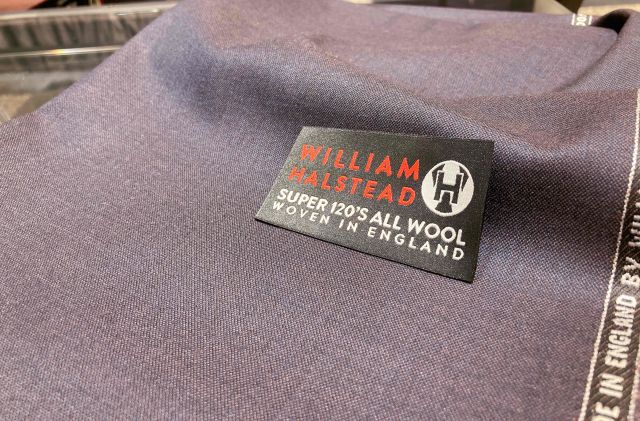 WILLIAM
HALSTEAD
H
SUPER 120'S ALL WOOL
WOVEN IN ENGLAND
IN ENGLAND BY